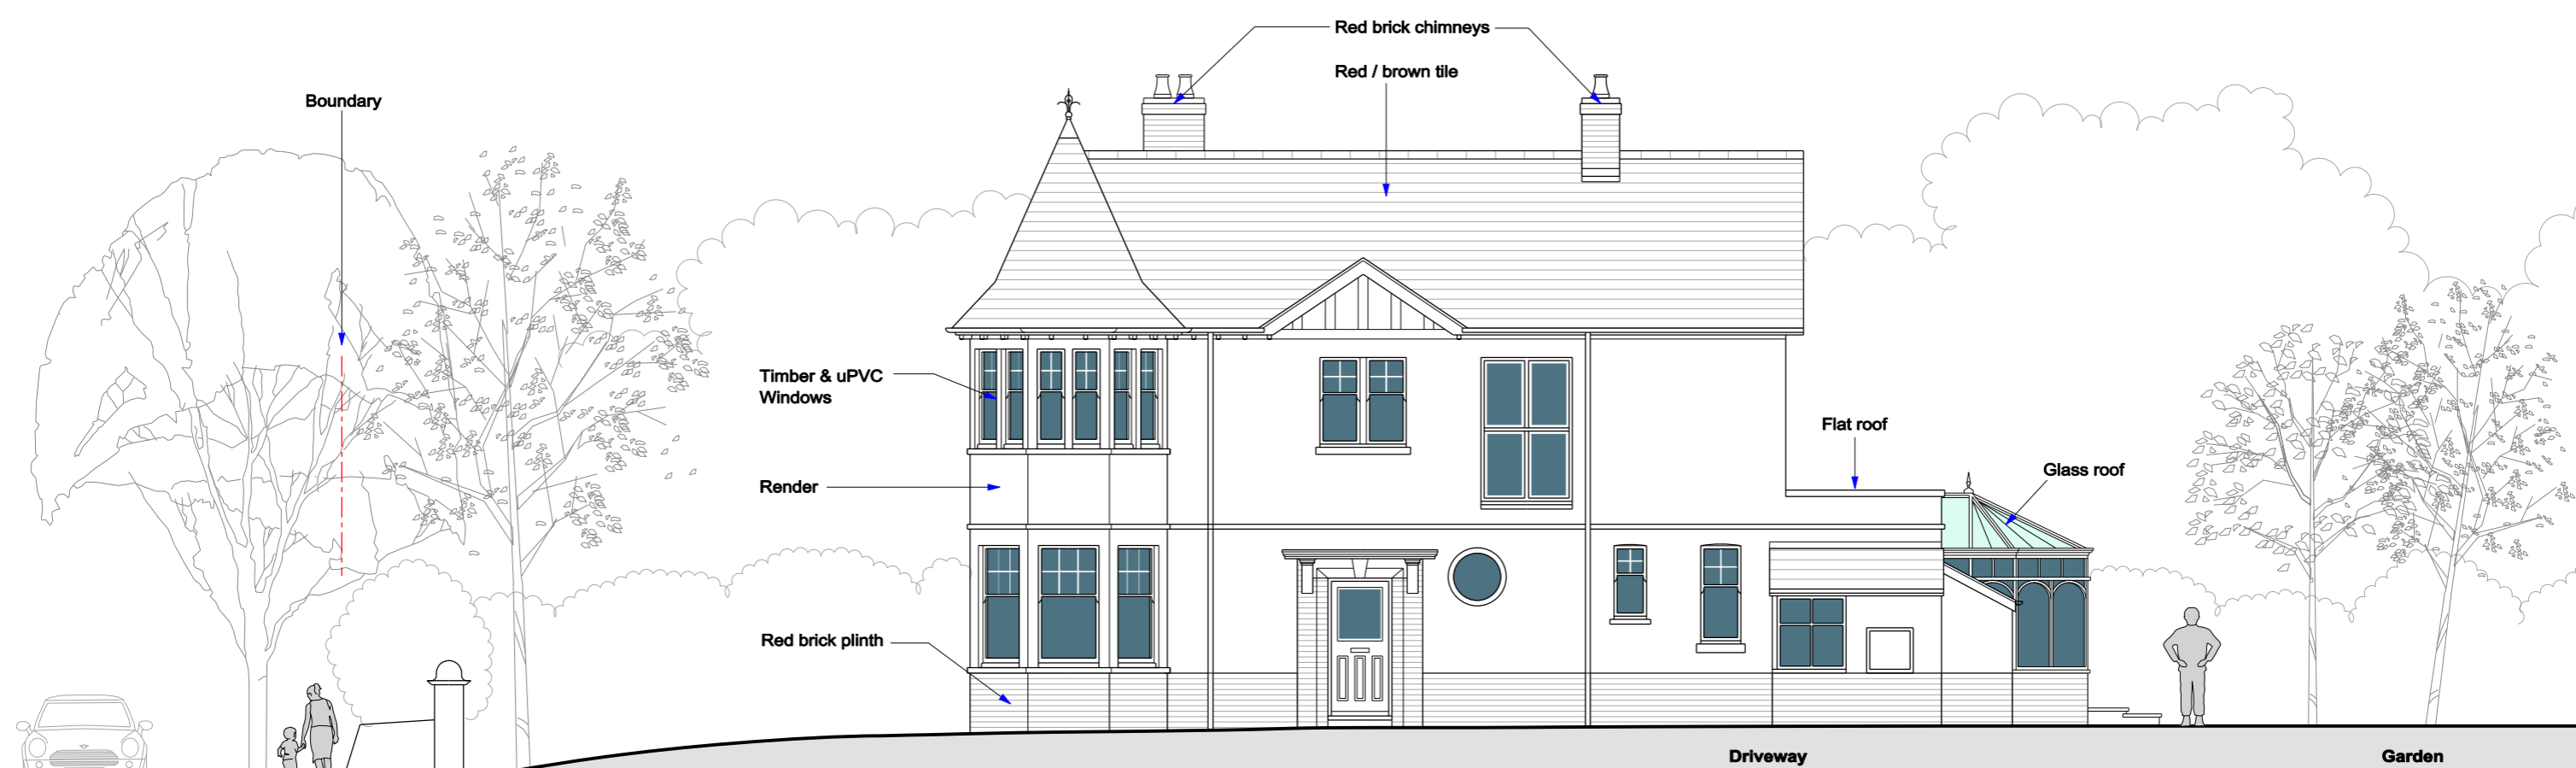 Red brick chimneys
Red / brown tile
Boundary
Timber & uPVC
Windows
Flat roof
Glass roof
Render
Red brick plinth
Driveway
Garden